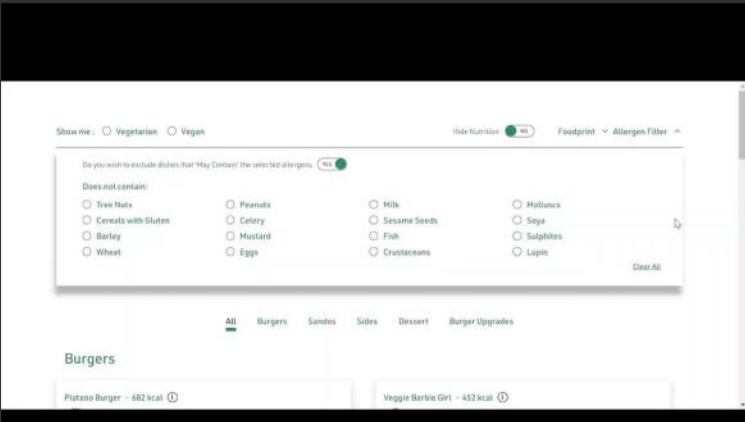 Show me: Vegetarian Vegan Hide Nutrition NO Foodprint Allergen Filter
Do you wish to exclude dishes that 'May Contain' the selected allergens YES
Does not contain:
Tree Nuts Peanuts Milk Molluscs
Cereals with Gluten Celery Sesame Seeds Soya
Barley Mustard Fish Sulphites
Wheat Eggs Crustaceans Lupin
Clear All
All Burgers Sandos Sides Dessert Burger Upgrades
Burgers
Platano Burger - 682 kcal Veggie Barbie Girl - 452 kcal